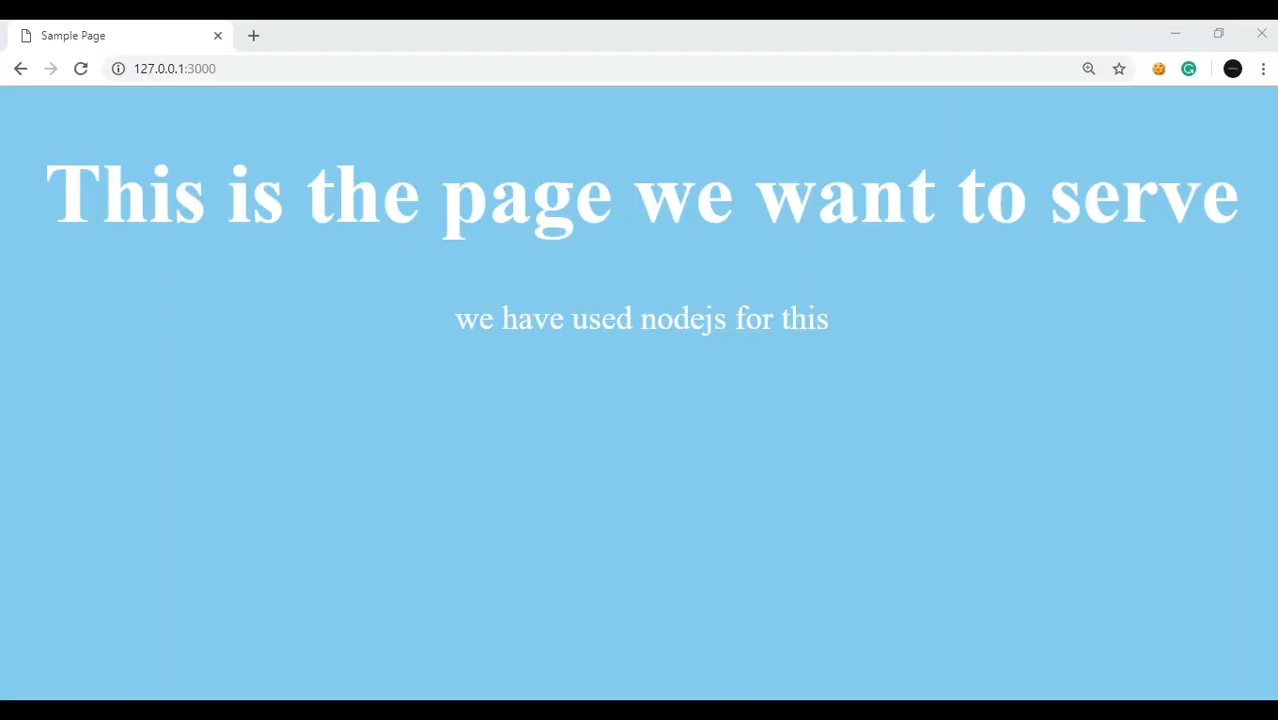 Sample Page
127.0.0.1:3000
This is the page we want to serve
we have used nodejs for this